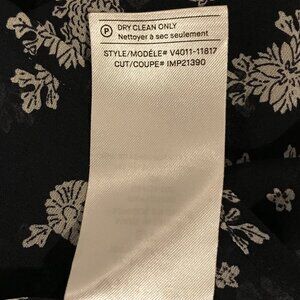 P DRY CLEAN ONLY
Nettoyer à sec seulement
STYLE/MODÈLE# V4011-11817
CUT/COUPE# IMP21390